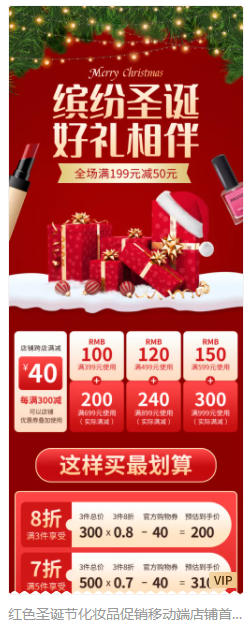 Merry Christmas
缤纷圣诞
好礼相伴
全场满199元减50元
店铺跨店满减
¥40
每满300减
可以店铺
优惠券叠加使用
RMB
100
满399元使用
+
200
满699元使用
(实际满减)
RMB
120
满499元使用
+
240
满899元使用
(实际满减)
RMB
150
满599元使用
+
300
满999元使用
(实际满减)
这样买最划算
8折
满3件享受
3件总价 3件8折 官方购物券 预估到手价
300 x 0.8 - 40 = 200
7折
满5件享受
5件总价 5件7折 官方购物券 预估到手价
500 x 0.7 - 40 = 310
VIP
红色圣诞节化妆品促销移动端店铺首...